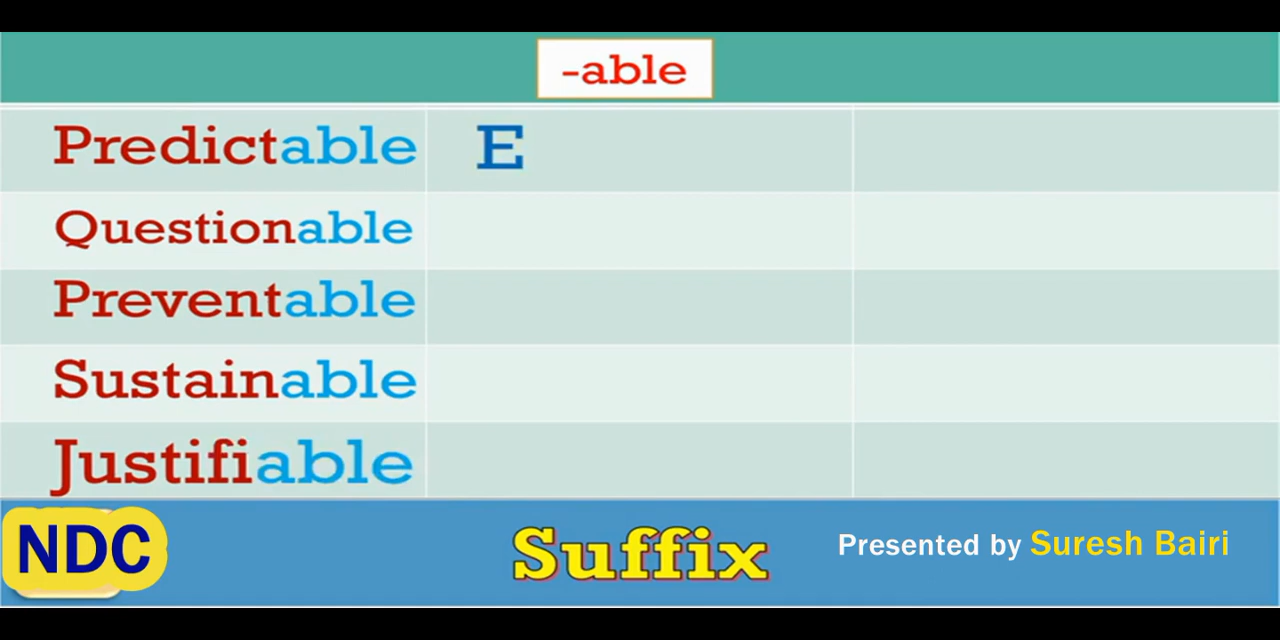 -able
Predictable E
Questionable
Preventable
Sustainable
Justifiable
NDC Suffix Presented by Suresh Bairi